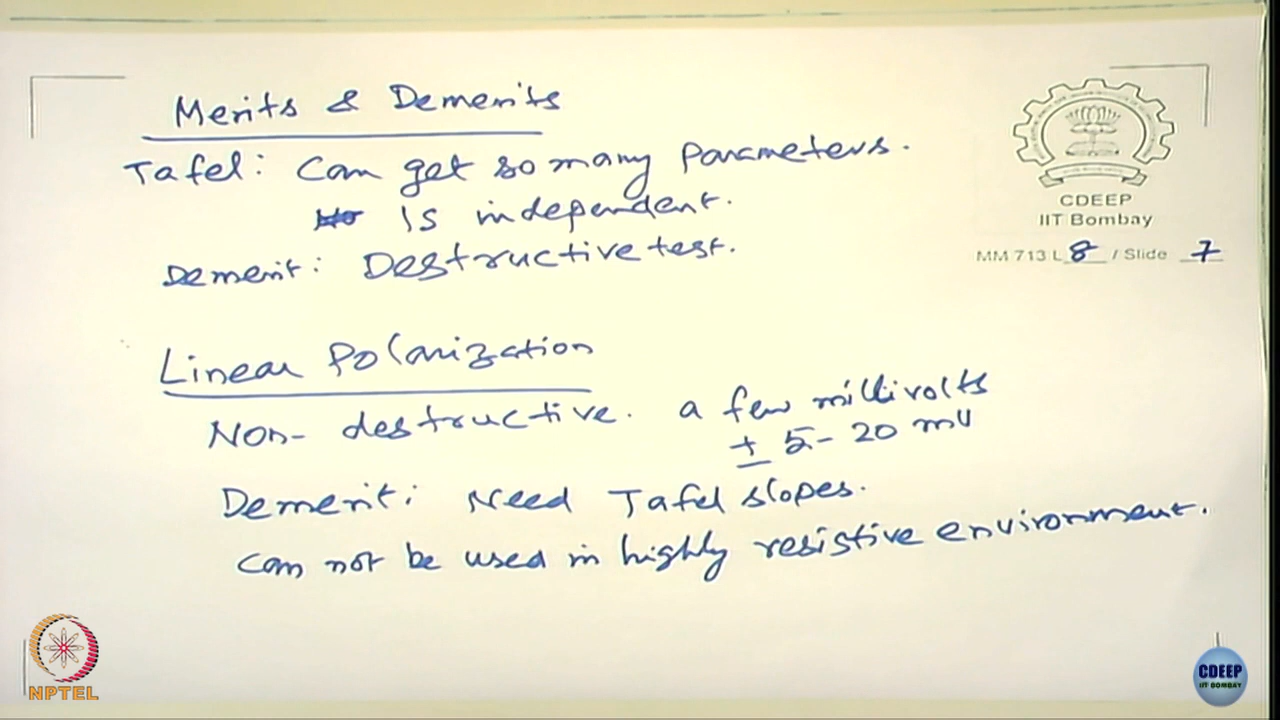 Merits & Demerits
Tafel: Can get so many parameters.
Is independent.
Demerit: Destructive test.
CDEEP
IIT Bombay
MM 713 L 8 / Slide 7
Linear Polarization
Non-destructive. a few millivolts
± 5-20 mV
Demerit: Need Tafel slopes.
can not be used in highly resistive environment.
NPTEL
CDEEP
IIT BOMBAY